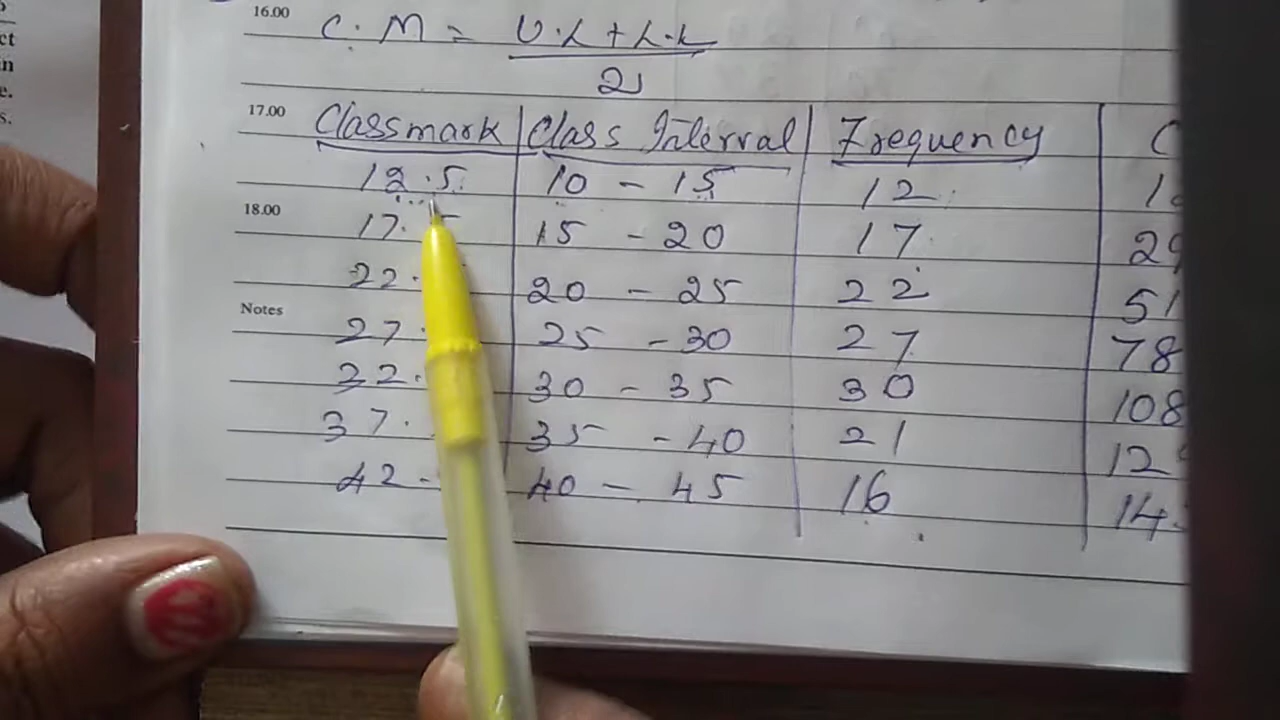 16.00 C.M = U.L + L.L
2
17.00 Classmark Class Interval Frequency C
12.5 10 - 15 12
18.00 17. 15 - 20 17
22. 20 - 25 22 51
Notes 27. 25 - 30 27 78
32. 30 - 35 30 108
37. 35 - 40 21
42. 40 - 45 16
ct
in
e.
s.